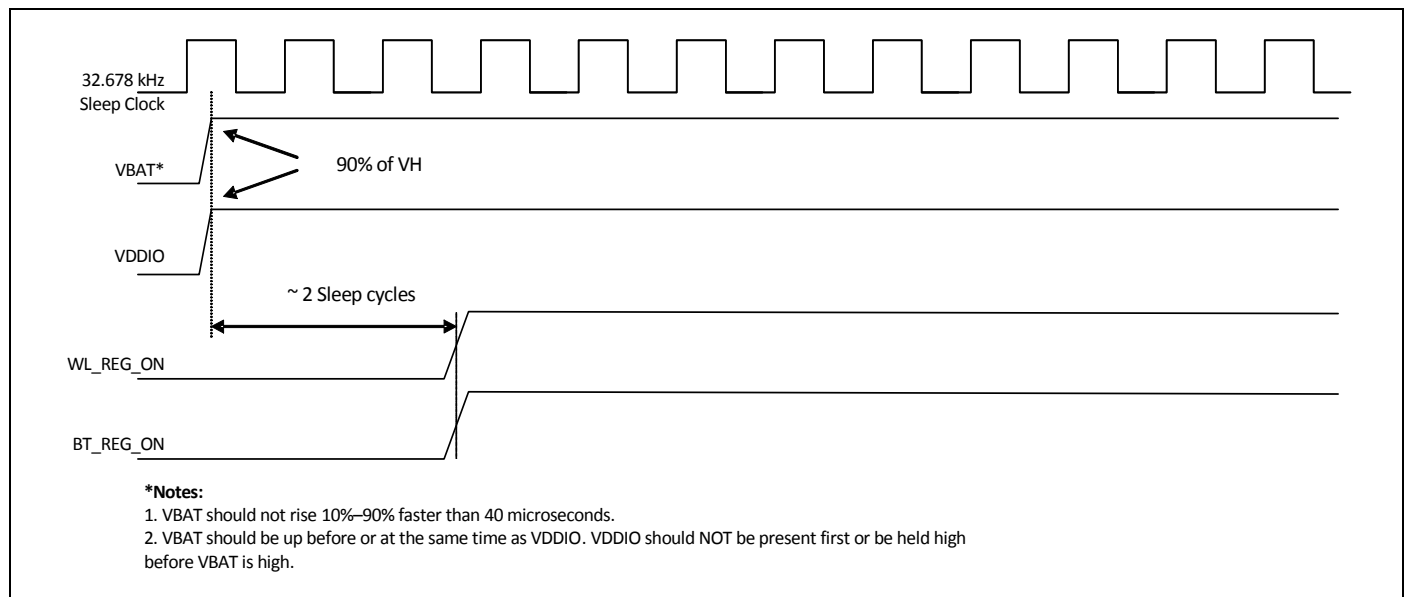 32.678 kHz
Sleep Clock
VBAT*
90% of VH
VDDIO
~ 2 Sleep cycles
WL_REG_ON
BT_REG_ON
*Notes:
1. VBAT should not rise 10%–90% faster than 40 microseconds.
2. VBAT should be up before or at the same time as VDDIO. VDDIO should NOT be present first or be held high
before VBAT is high.